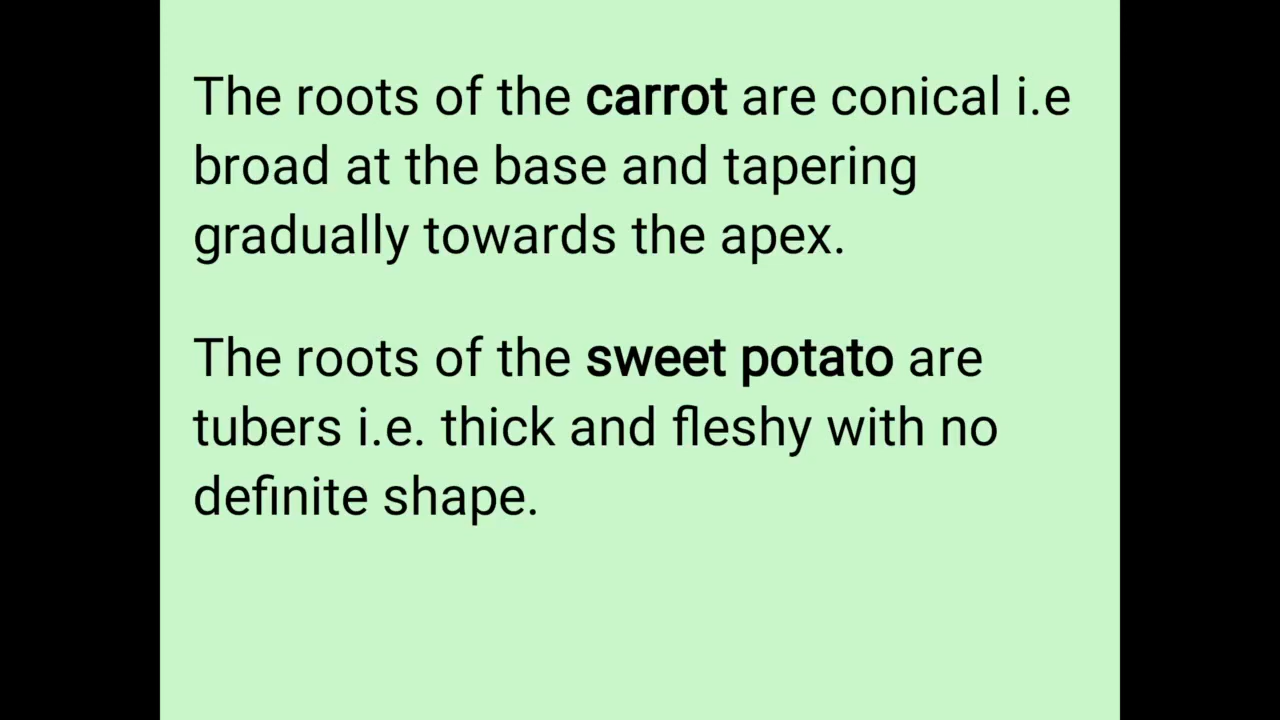 The roots of the carrot are conical i.e
broad at the base and tapering
gradually towards the apex.
The roots of the sweet potato are
tubers i.e. thick and fleshy with no
definite shape.